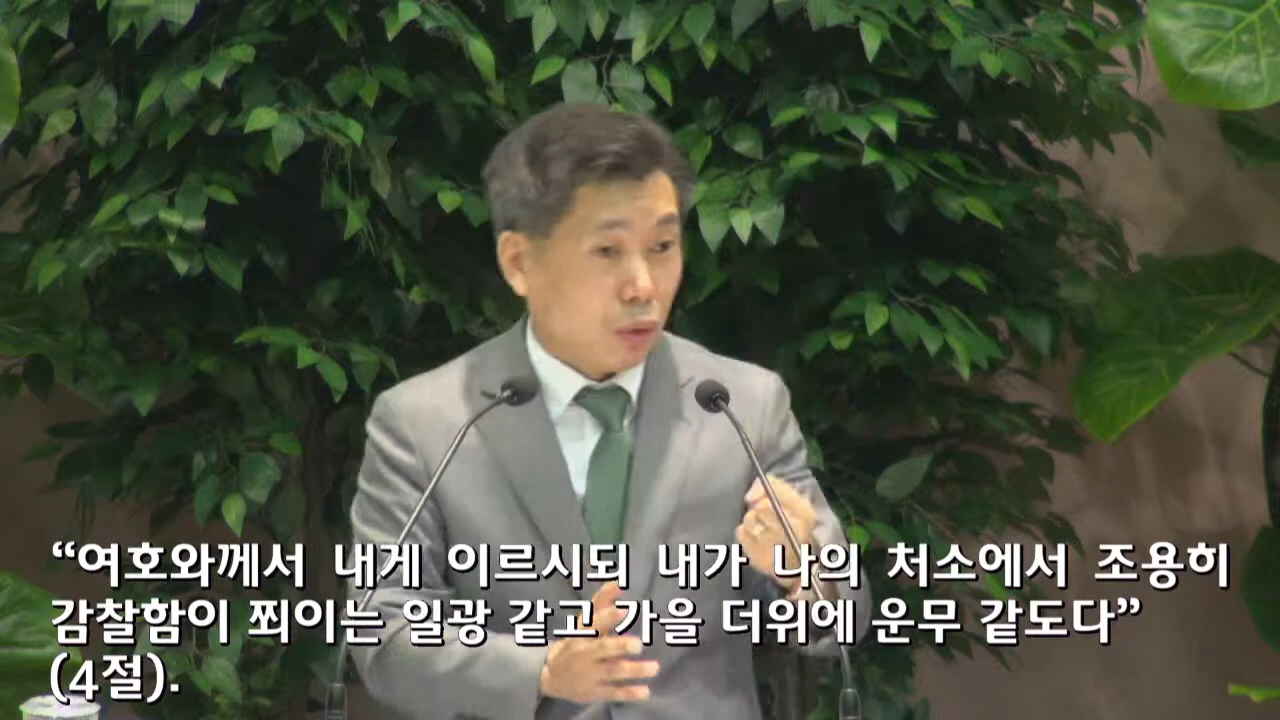 “여호와께서 내게 이르시되 내가 나의 처소에서 조용히
감찰함이 쬐이는 일광 같고 가을 더위에 운무 같도다”
(4절).